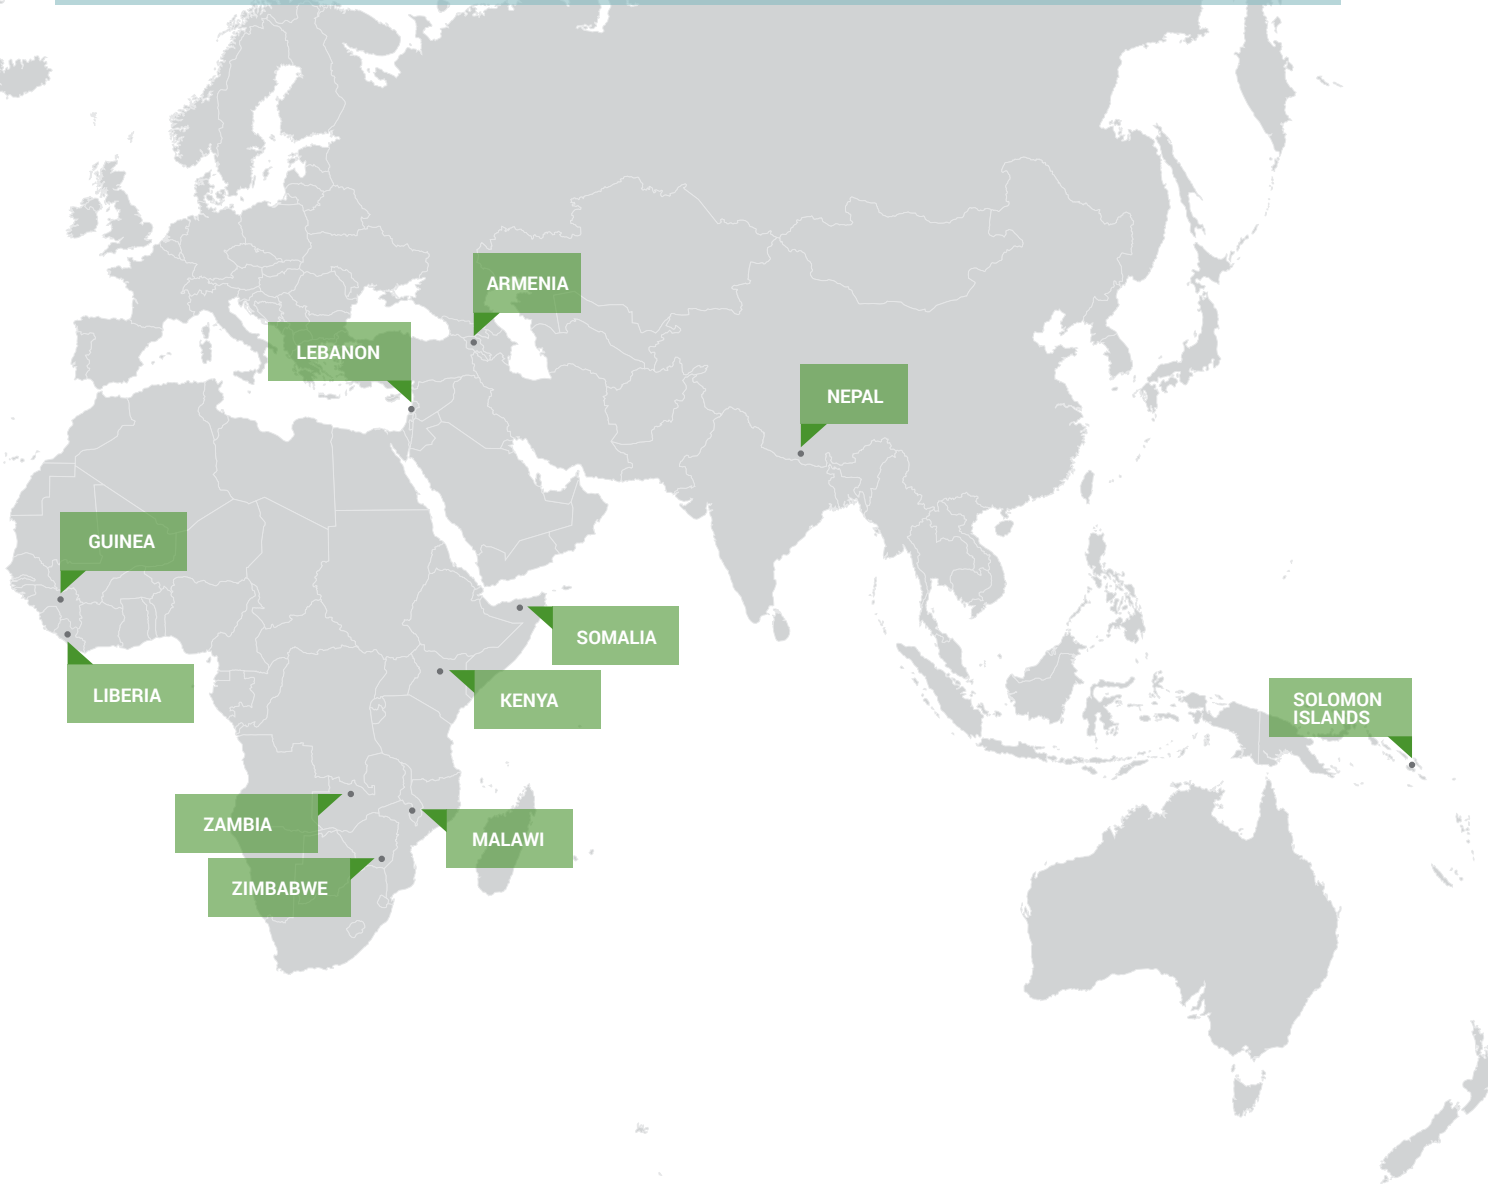 ARMENIA
LEBANON
NEPAL
GUINEA
SOMALIA
LIBERIA
KENYA
SOLOMON
ISLANDS
ZAMBIA
MALAWI
ZIMBABWE